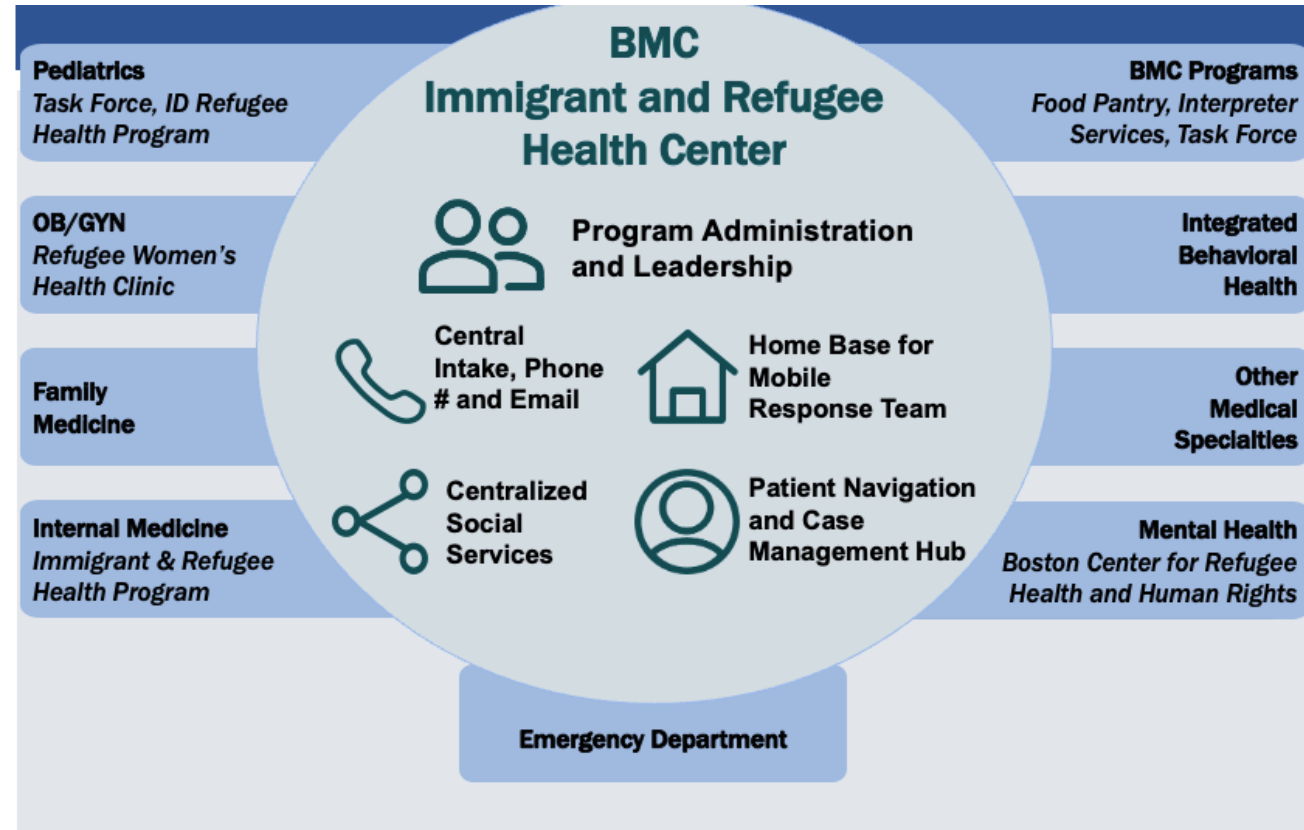 BMC
Immigrant and Refugee
Health Center
Pediatrics
Task Force, ID Refugee
Health Program
OB/GYN
Refugee Women's
Health Clinic
Family
Medicine
Internal Medicine
Immigrant & Refugee
Health Program
Program Administration
and Leadership
Central
Intake, Phone
# and Email
Home Base for
Mobile
Response Team
Centralized
Social
Services
Patient Navigation
and Case
Management Hub
BMC Programs
Food Pantry, Interpreter
Services, Task Force
Integrated
Behavioral
Health
Other
Medical
Specialties
Mental Health
Boston Center for Refugee
Health and Human Rights
Emergency Department